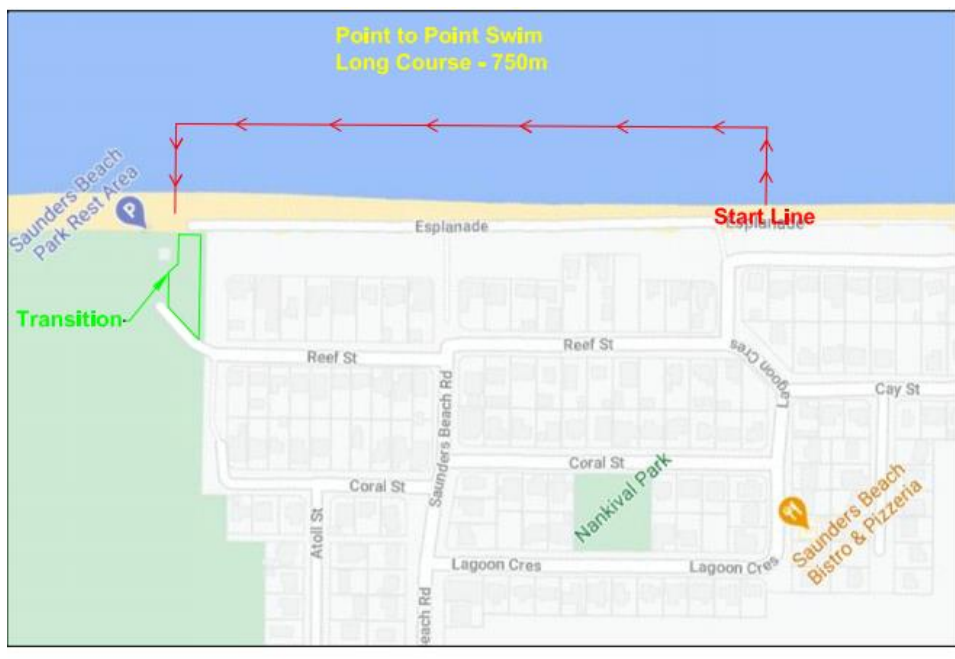 Point to Point Swim
Long Course - 750m
Saunders Beach
Park Rest Area
P
Start Line
Esplanade
Esplanade
Transition
Reef St
Reef St
Lagoon Cres
Cay St
Saunders Beach Rd
Coral St
Coral St
Nankival Park
Atoll St
Saunders Beach
Bistro & Pizzeria
Lagoon Cres
Lagoon Cres
each Rd